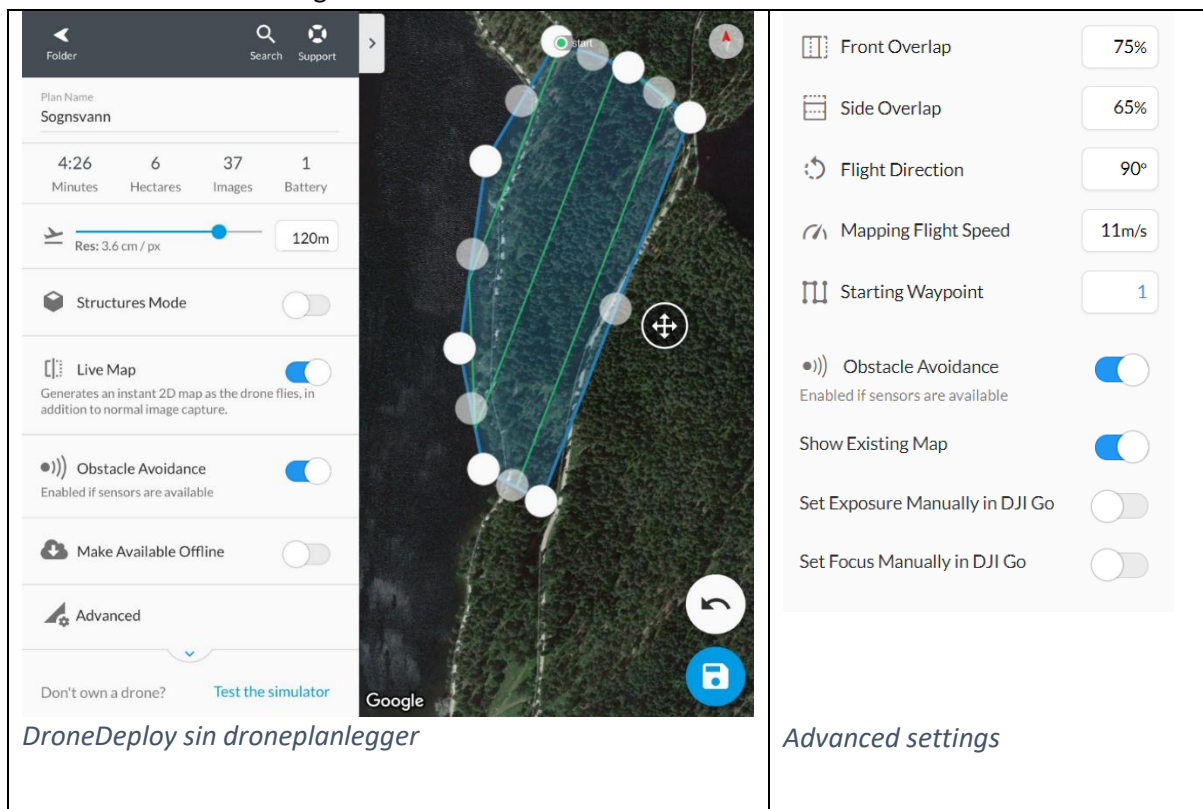 Folder
Search
Support
Plan Name
Sognsvann
4:26 6 37 1
Minutes Hectares Images Battery
Res: 3.6 cm / px
120m
Structures Mode
Live Map
Generates an instant 2D map as the drone flies, in
addition to normal image capture.
Obstacle Avoidance
Enabled if sensors are available
Make Available Offline
Advanced
Don't own a drone? Test the simulator
start
Google
DroneDeploy sin droneplanlegger
Front Overlap 75%
Side Overlap 65%
Flight Direction 90°
Mapping Flight Speed 11m/s
Starting Waypoint 1
Obstacle Avoidance
Enabled if sensors are available
Show Existing Map
Set Exposure Manually in DJI Go
Set Focus Manually in DJI Go
Advanced settings